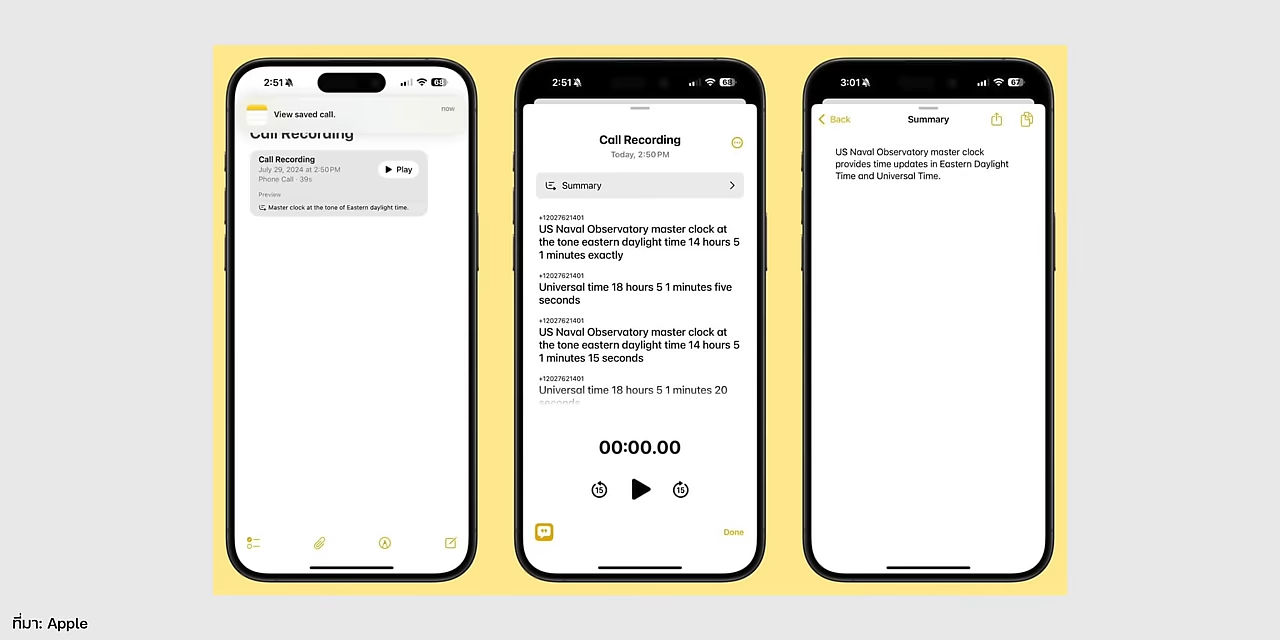 2:51
68
View saved call.
now
Call Recording
Call Recording
July 29, 2024 at 2:50 PM
Phone Call · 39s
Play
Preview
Master clock at the tone of Eastern daylight time.
2:51
68
Call Recording
Today, 2:50 PM
Summary
+12027621401
US Naval Observatory master clock at
the tone eastern daylight time 14 hours 5
1 minutes exactly
+12027621401
Universal time 18 hours 5 1 minutes five
seconds
+12027621401
US Naval Observatory master clock at
the tone eastern daylight time 14 hours 5
1 minutes 15 seconds
+12027621401
Universal time 18 hours 5 1 minutes 20
seconds
00:00.00
15
15
Done
3:01
67
Back
Summary
US Naval Observatory master clock
provides time updates in Eastern Daylight
Time and Universal Time.
ที่มา: Apple